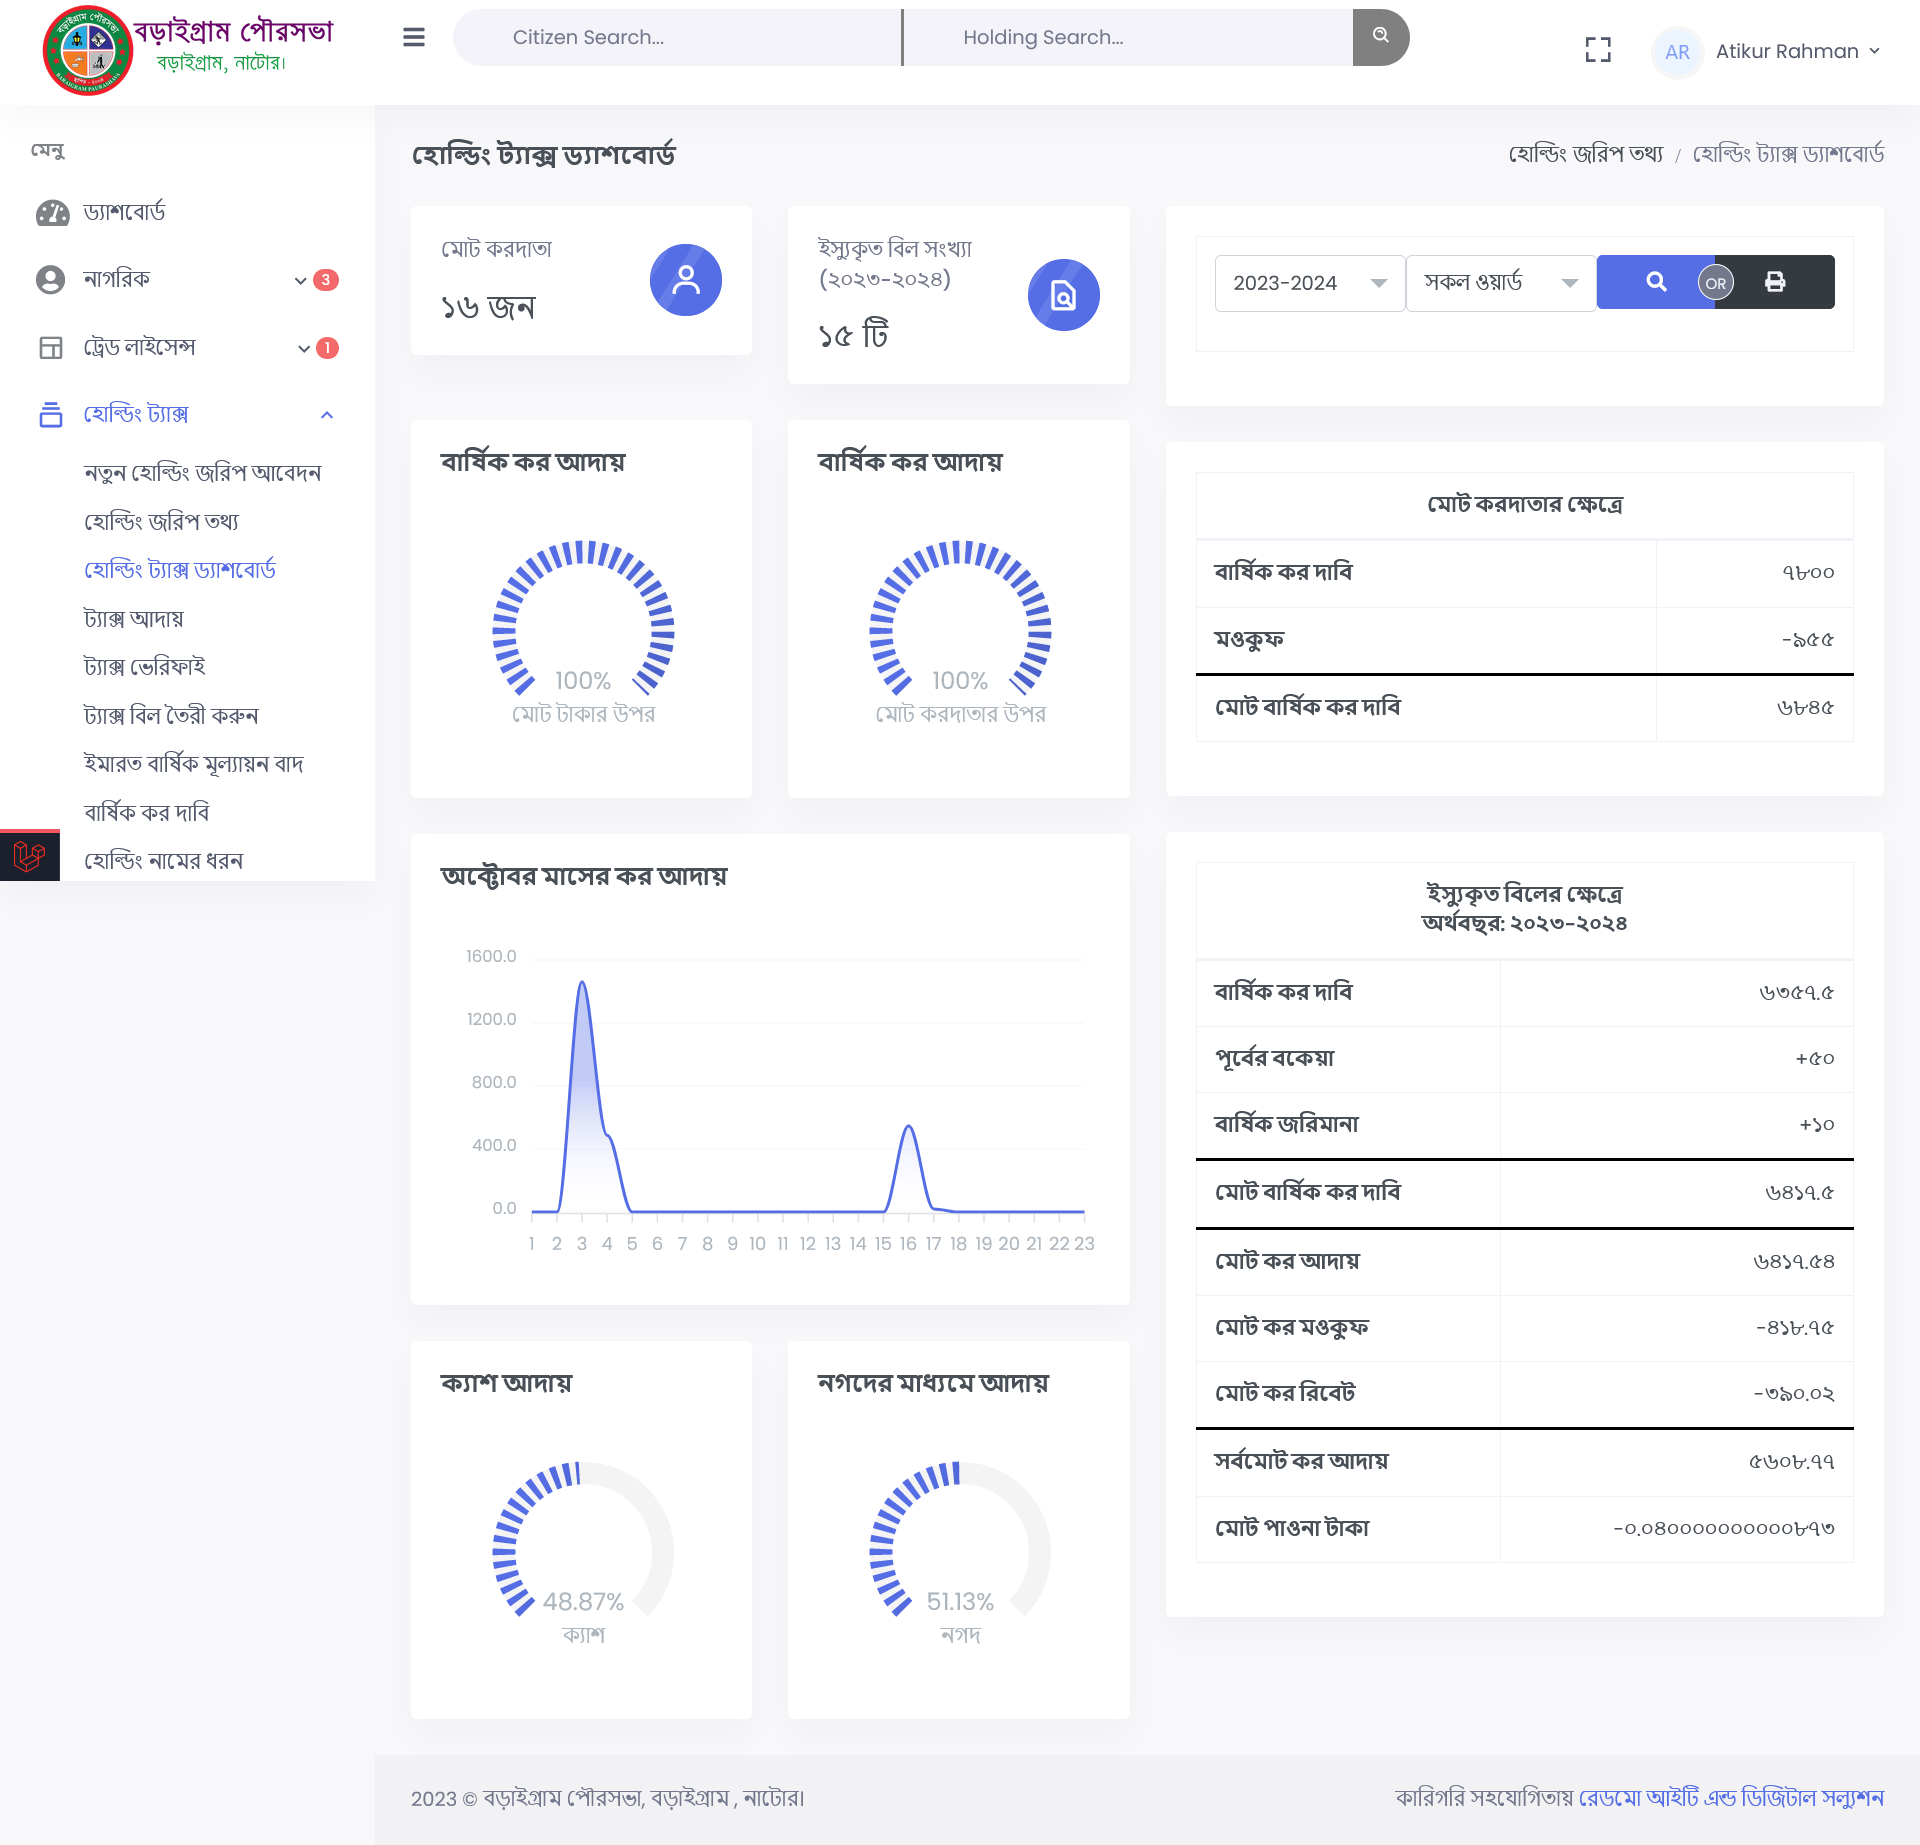 বড়াইগ্রাম পৌরসভা
বড়াইগ্রাম, নাটোর।
Citizen Search...
Holding Search...
AR
Atikur Rahman
মেনু
ড্যাশবোর্ড
নাগরিক
3
ট্রেড লাইসেন্স
1
হোল্ডিং ট্যাক্স
নতুন হোল্ডিং জরিপ আবেদন
হোল্ডিং জরিপ তথ্য
হোল্ডিং ট্যাক্স ড্যাশবোর্ড
ট্যাক্স আদায়
ট্যাক্স ভেরিফাই
ট্যাক্স বিল তৈরী করুন
ইমারত বার্ষিক মূল্যায়ন বাদ
বার্ষিক কর দাবি
হোল্ডিং নামের ধরন
হোল্ডিং ট্যাক্স ড্যাশবোর্ড
হোল্ডিং জরিপ তথ্য / হোল্ডিং ট্যাক্স ড্যাশবোর্ড
মোট করদাতা
১৬ জন
ইস্যুকৃত বিল সংখ্যা
(২০২৩-২০২৪)
১৫ টি
2023-2024
সকল ওয়ার্ড
OR
বার্ষিক কর আদায়
100%
মোট টাকার উপর
বার্ষিক কর আদায়
100%
মোট করদাতার উপর
মোট করদাতার ক্ষেত্রে
বার্ষিক কর দাবি ৭৮০০
মওকুফ -৯৫৫
মোট বার্ষিক কর দাবি ৬৮৪৫
অক্টোবর মাসের কর আদায়
1600.0
1200.0
800.0
400.0
0.0
1 2 3 4 5 6 7 8 9 10 11 12 13 14 15 16 17 18 19 20 21 22 23
ইস্যুকৃত বিলের ক্ষেত্রে
অর্থবছর: ২০২৩-২০২৪
বার্ষিক কর দাবি ৬৩৫৭.৫
পূর্বের বকেয়া +৫০
বার্ষিক জরিমানা +১০
মোট বার্ষিক কর দাবি ৬৪১৭.৫
মোট কর আদায় ৬৪১৭.৫৪
মোট কর মওকুফ -৪১৮.৭৫
মোট কর রিবেট -৩৯০.০২
সর্বমোট কর আদায় ৫৬০৮.৭৭
মোট পাওনা টাকা -০.০৪০০০০০০০০০০৮৭৩
ক্যাশ আদায়
48.87%
ক্যাশ
নগদের মাধ্যমে আদায়
51.13%
নগদ
2023 © বড়াইগ্রাম পৌরসভা, বড়াইগ্রাম , নাটোর।
কারিগরি সহযোগিতায় রেডমো আইটি এন্ড ডিজিটাল সল্যুশন